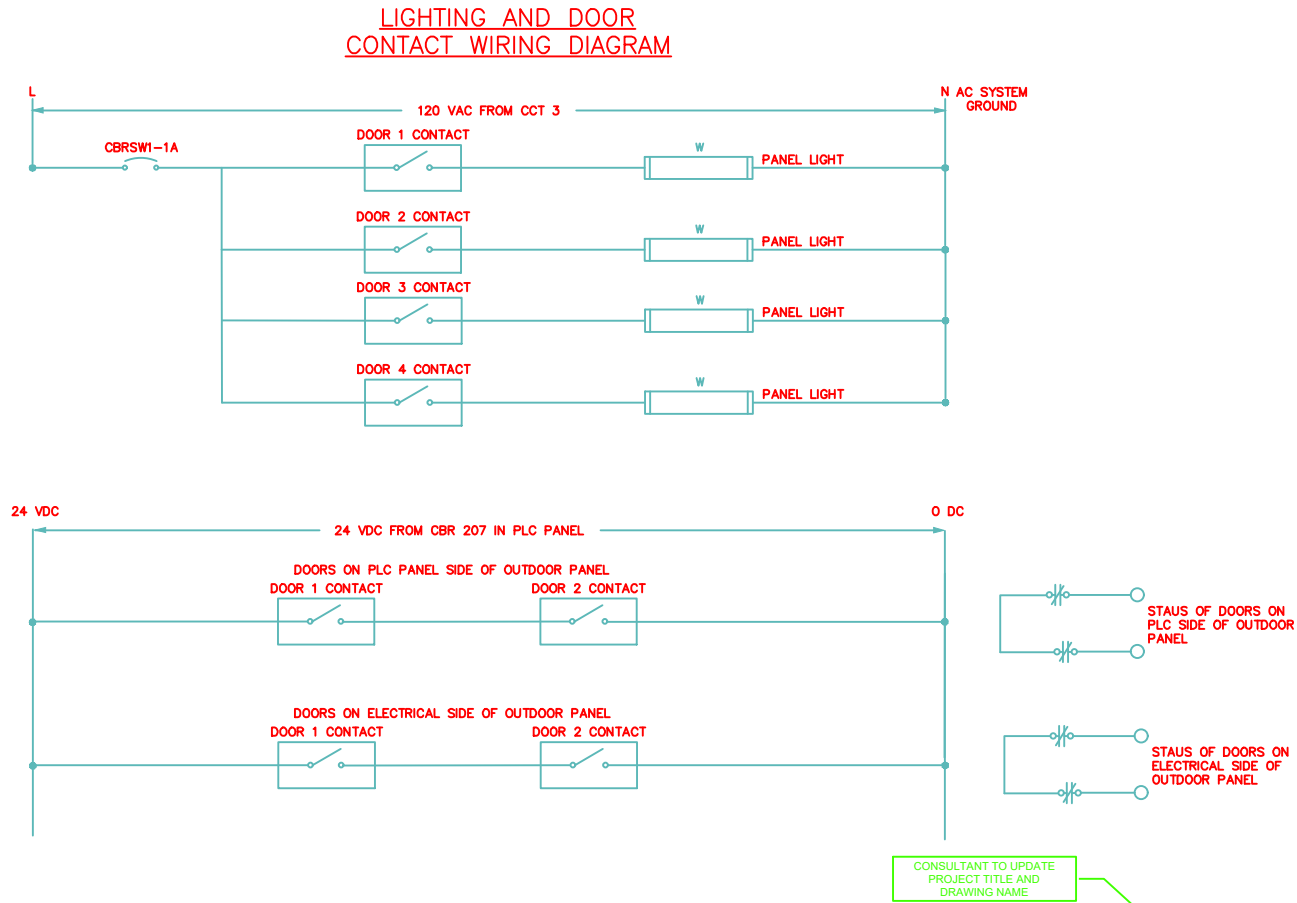 LIGHTING AND DOOR
CONTACT WIRING DIAGRAM
L
120 VAC FROM CCT 3
N AC SYSTEM
GROUND
CBRSW1-1A
DOOR 1 CONTACT
W
PANEL LIGHT
DOOR 2 CONTACT
W
PANEL LIGHT
DOOR 3 CONTACT
W
PANEL LIGHT
DOOR 4 CONTACT
W
PANEL LIGHT
24 VDC
24 VDC FROM CBR 207 IN PLC PANEL
O DC
DOORS ON PLC PANEL SIDE OF OUTDOOR PANEL
DOOR 1 CONTACT
DOOR 2 CONTACT
STAUS OF DOORS ON
PLC SIDE OF OUTDOOR
PANEL
DOORS ON ELECTRICAL SIDE OF OUTDOOR PANEL
DOOR 1 CONTACT
DOOR 2 CONTACT
STAUS OF DOORS ON
ELECTRICAL SIDE OF
OUTDOOR PANEL
CONSULTANT TO UPDATE
PROJECT TITLE AND
DRAWING NAME